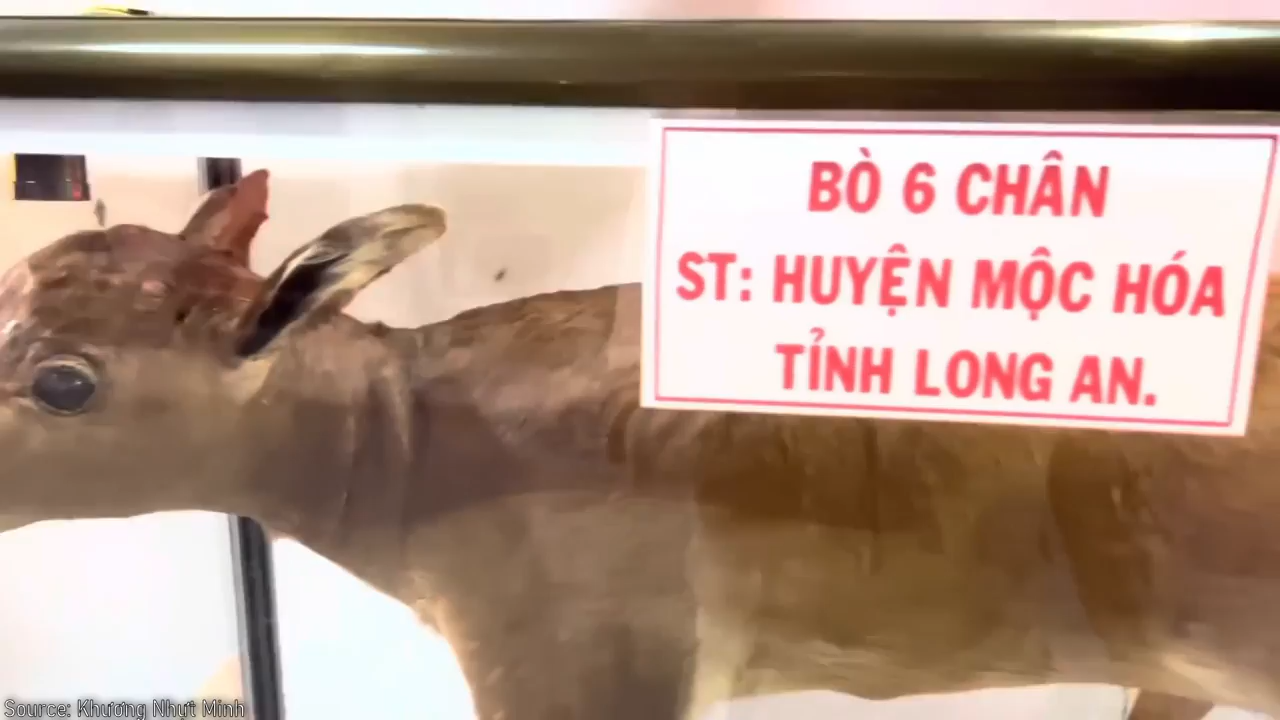 BÒ 6 CHÂN
ST: HUYỆN MỘC HÓA
TỈNH LONG AN.
Source: Khương Nhựt Minh